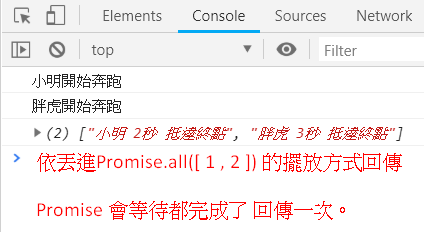 Elements Console Sources Network
top Filter
小明開始奔跑
胖虎開始奔跑
(2) ["小明 2秒 抵達終點", "胖虎 3秒 抵達終點"]
依丟進Promise.all([ 1 , 2 ]) 的擺放方式回傳
Promise 會等待都完成了 回傳一次。